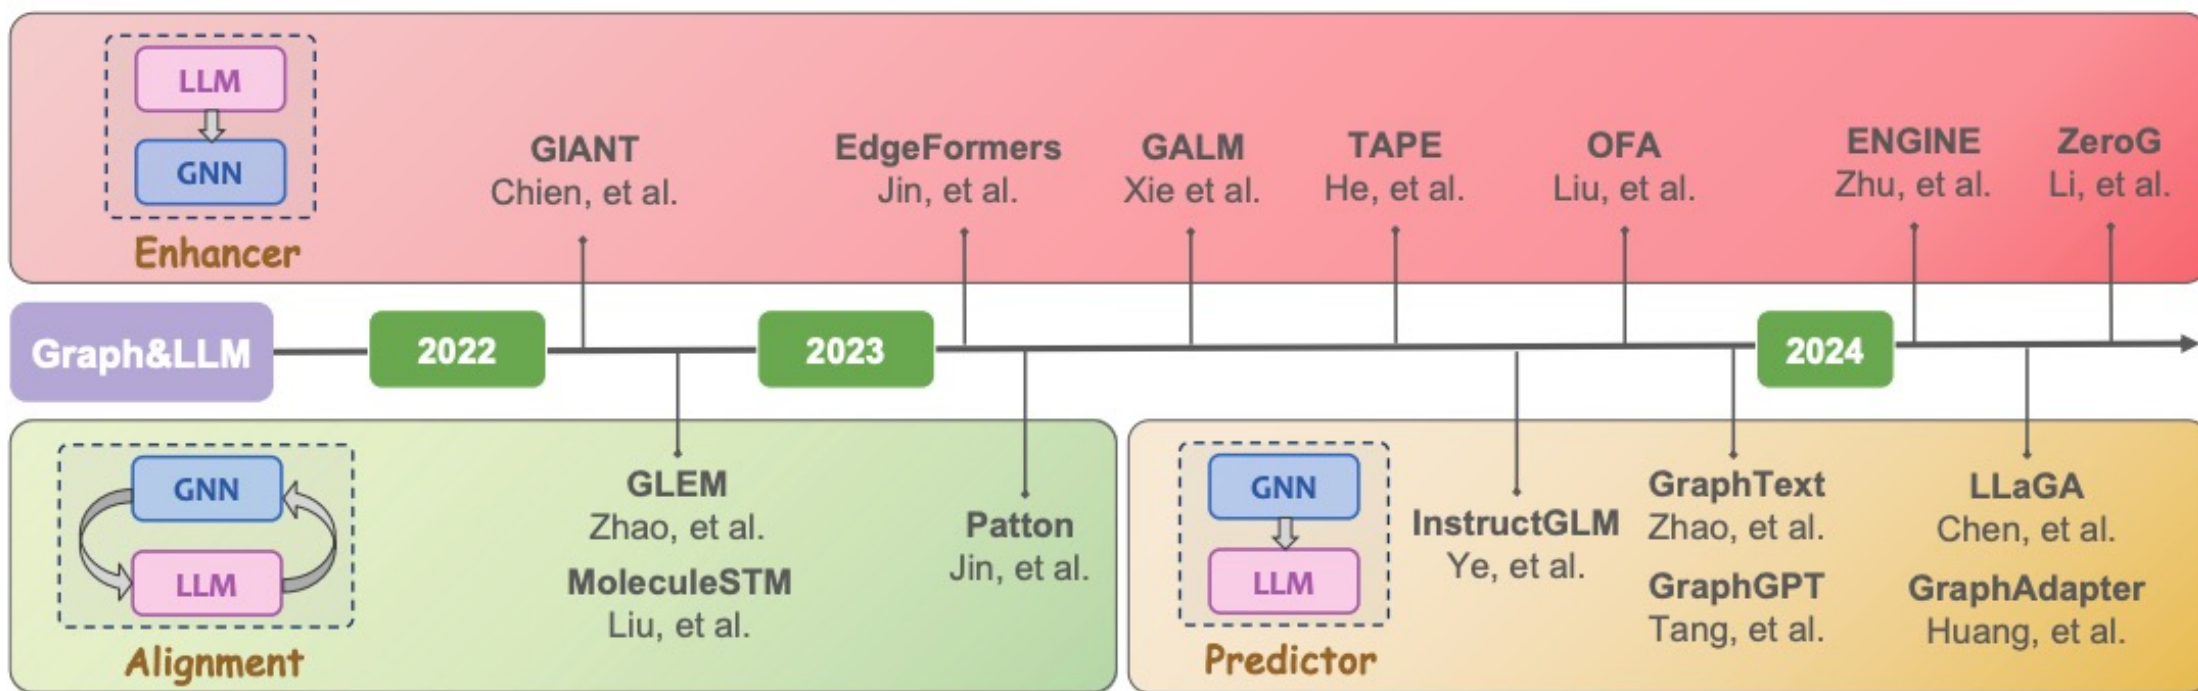 LLM
GNN
Enhancer
GIANT
Chien, et al.
EdgeFormers
Jin, et al.
GALM
Xie et al.
TAPE
He, et al.
OFA
Liu, et al.
ENGINE
Zhu, et al.
ZeroG
Li, et al.
Graph&LLM
2022
2023
2024
GNN
LLM
Alignment
GLEM
Zhao, et al.
MoleculeSTM
Liu, et al.
Patton
Jin, et al.
GNN
LLM
Predictor
InstructGLM
Ye, et al.
GraphText
Zhao, et al.
GraphGPT
Tang, et al.
LLaGA
Chen, et al.
GraphAdapter
Huang, et al.